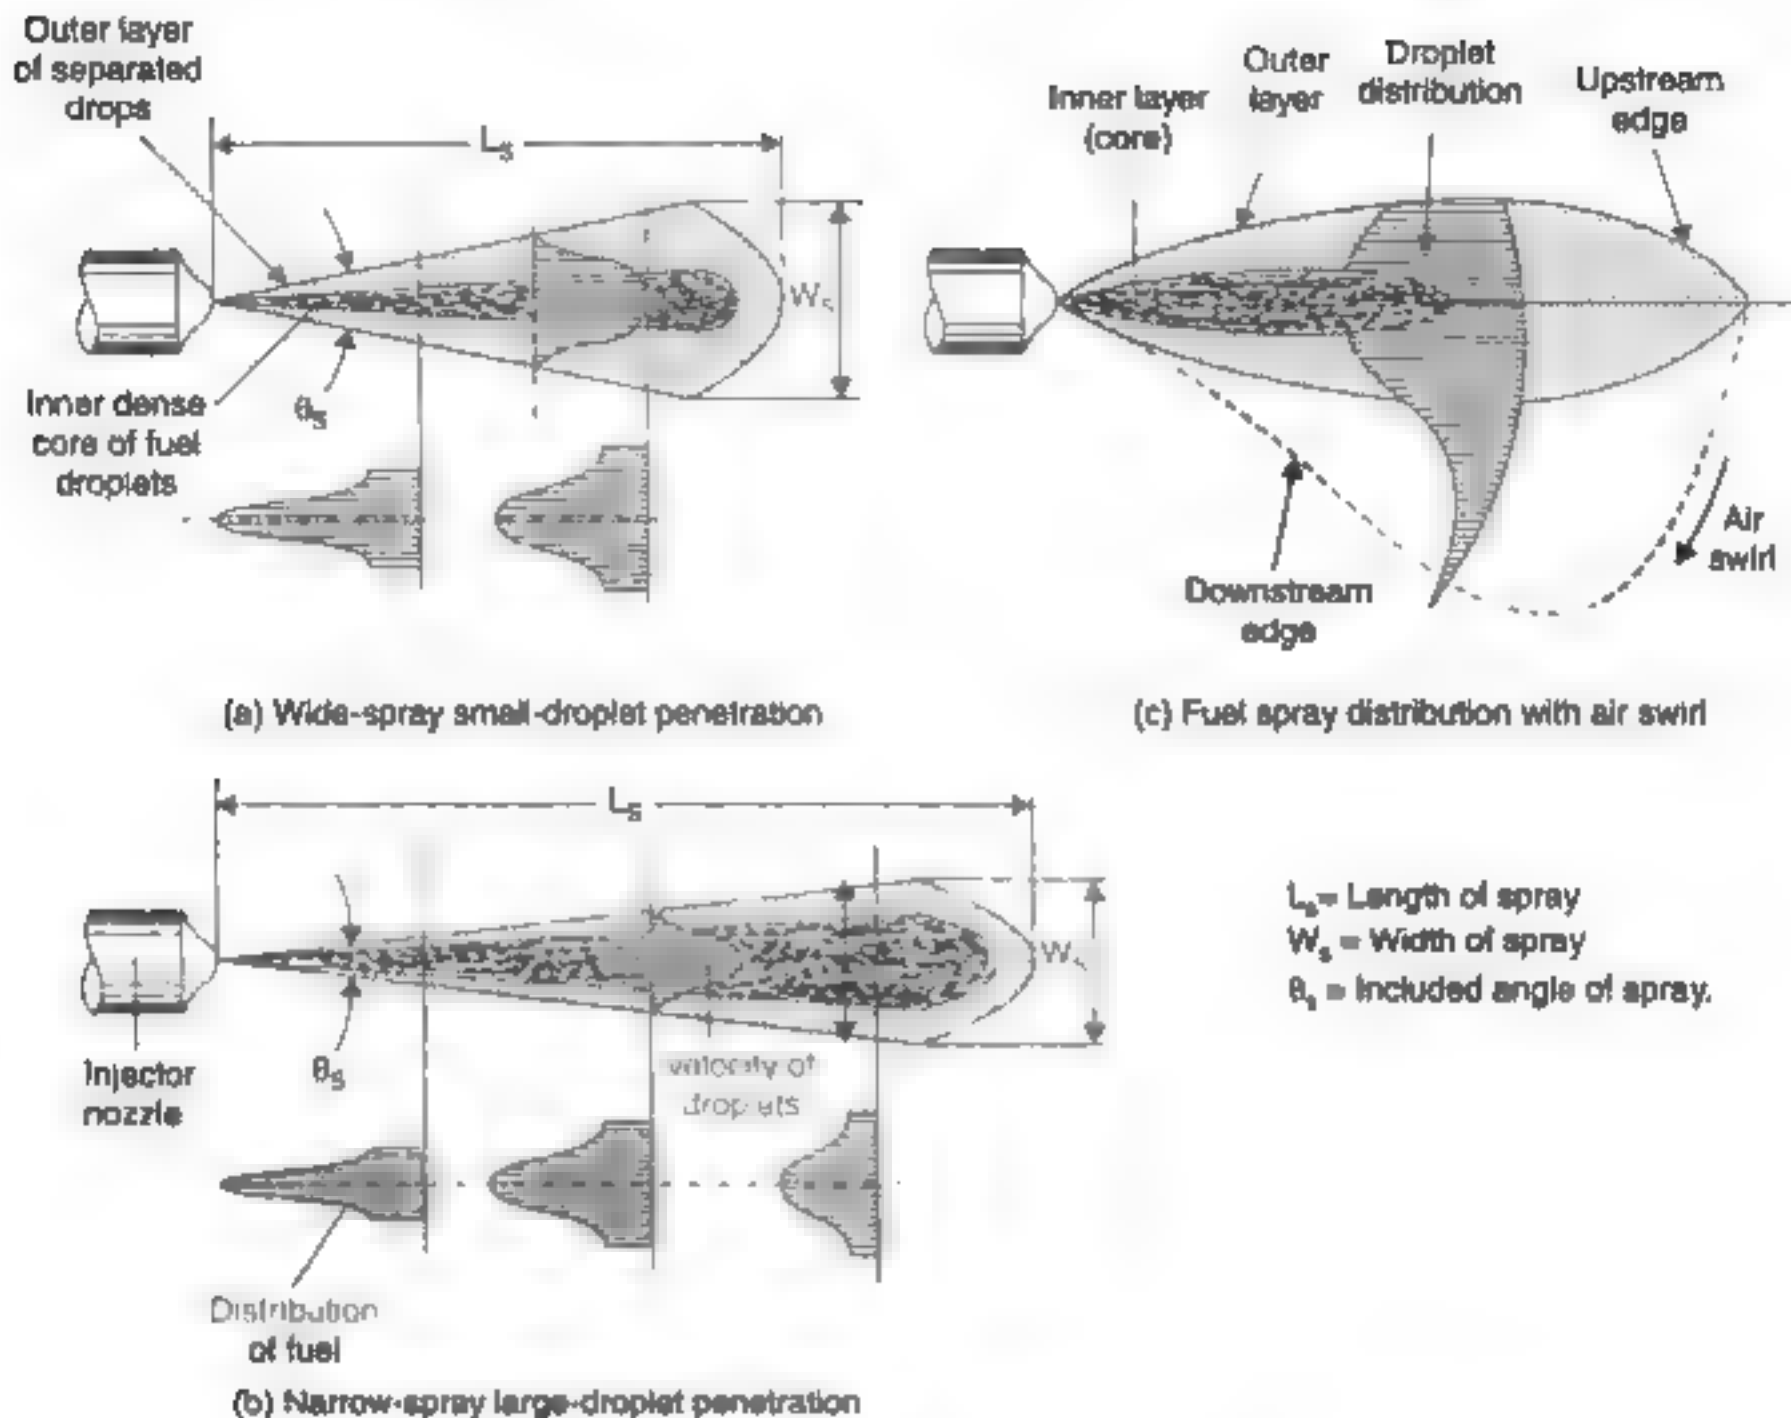 Outer layer
of separated
drops
Ls
Ws
θs
Inner dense
core of fuel
droplets
(a) Wide-spray small-droplet penetration
Inner layer
(core)
Outer
layer
Droplet
distribution
Upstream
edge
Air
swirl
Downstream
edge
(c) Fuel spray distribution with air swirl
Ls
Ws
θs
Injector
nozzle
velocity of
droplets
Distribution
of fuel
(b) Narrow-spray large-droplet penetration
Ls = Length of spray
Ws = Width of spray
θs = Included angle of spray.